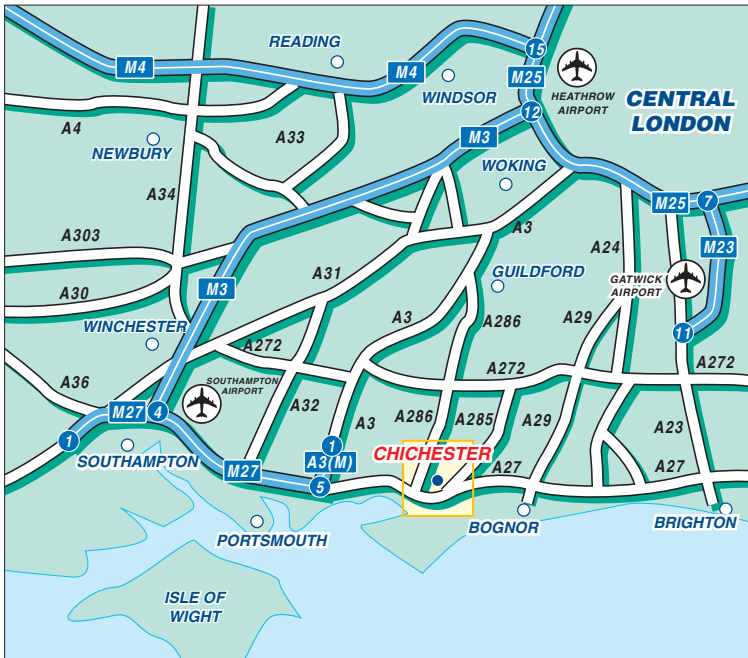 READING
M4
M4
15
M25
HEATHROW
AIRPORT
WINDSOR
CENTRAL
LONDON
12
A4
A33
M3
NEWBURY
WOKING
A34
M25
7
A303
A3
A24
M23
A31
GUILDFORD
GATWICK
AIRPORT
A30
M3
A3
A286
A29
WINCHESTER
11
A272
A272
A272
A36
SOUTHAMPTON
AIRPORT
M27
4
A32
A3
A286
A285
A29
A23
1
1
SOUTHAMPTON
A3(M)
CHICHESTER
M27
5
A27
A27
PORTSMOUTH
BOGNOR
BRIGHTON
ISLE OF
WIGHT